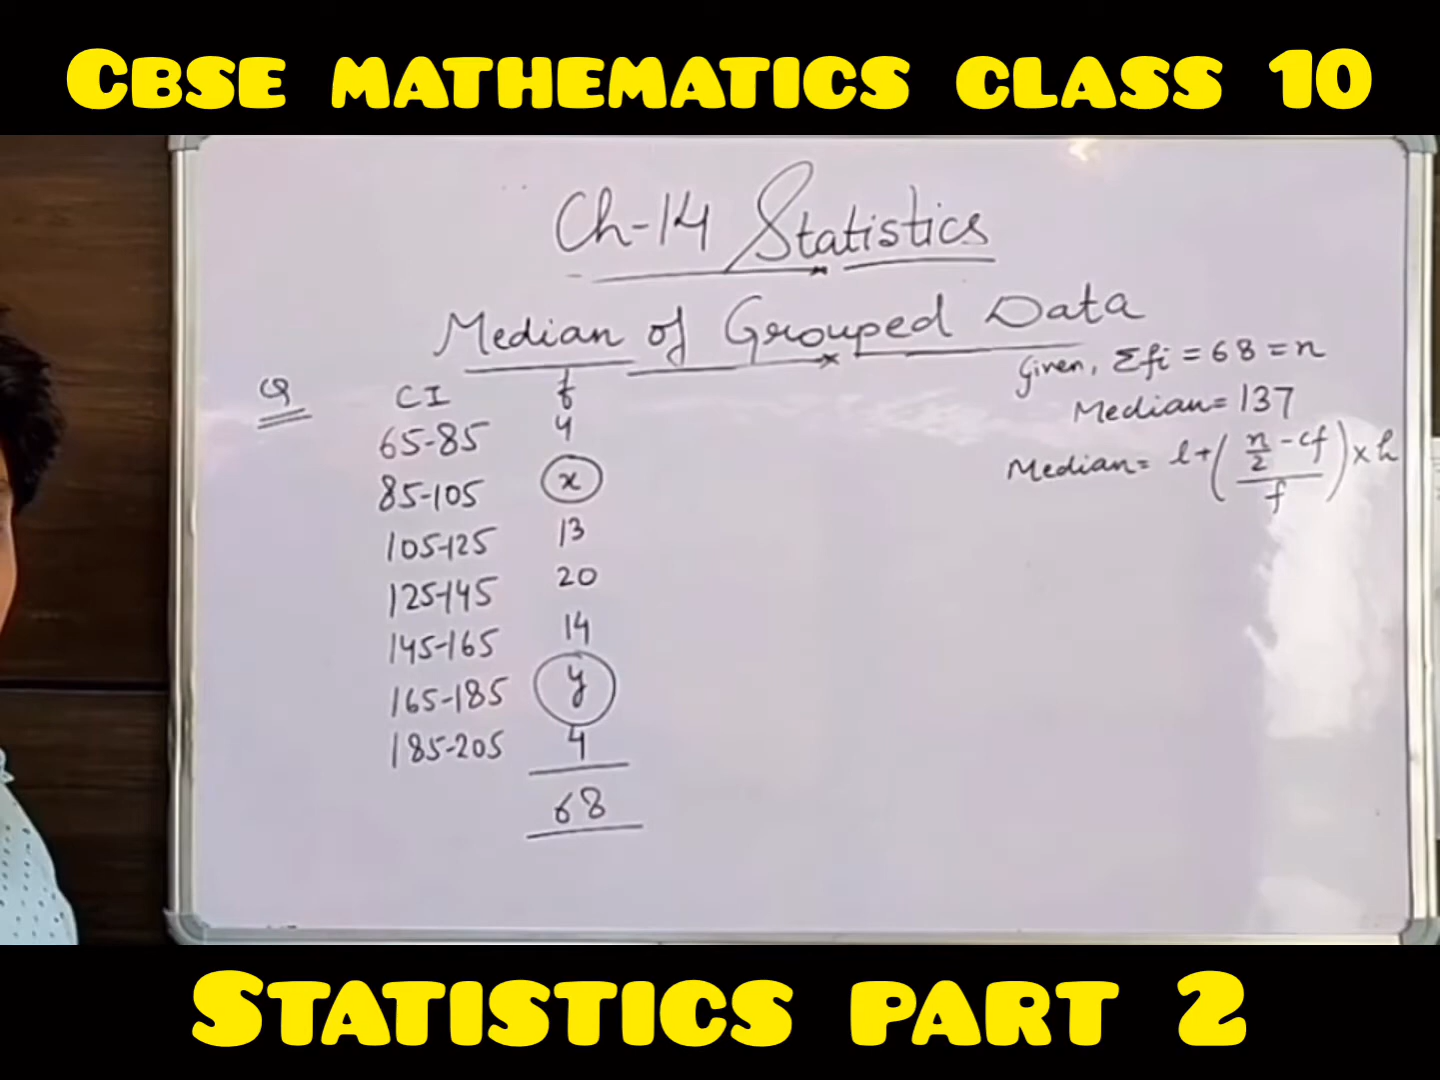 CBSE MATHEMATICS CLASS 10
Ch-14 Statistics
Median of Grouped Data
Given, Σfi = 68 = n
Median = 137
Median = l + ( (n/2 - cf) / f ) × h
Q CI f
65-85 4
85-105 x
105-125 13
125-145 20
145-165 14
165-185 y
185-205 4
68
STATISTICS PART 2